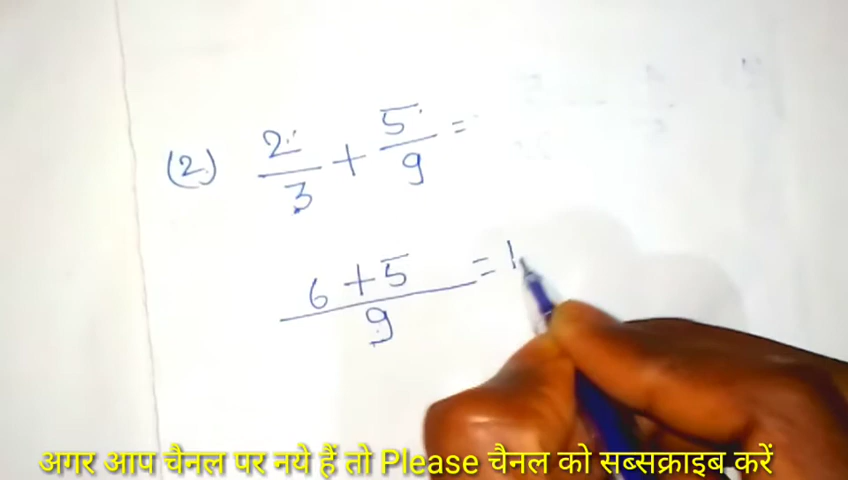 (2) 2/3 + 5/9 =
6+5/9 = 1
अगर आप चैनल पर नये हैं तो Please चैनल को सब्सक्राइब करें